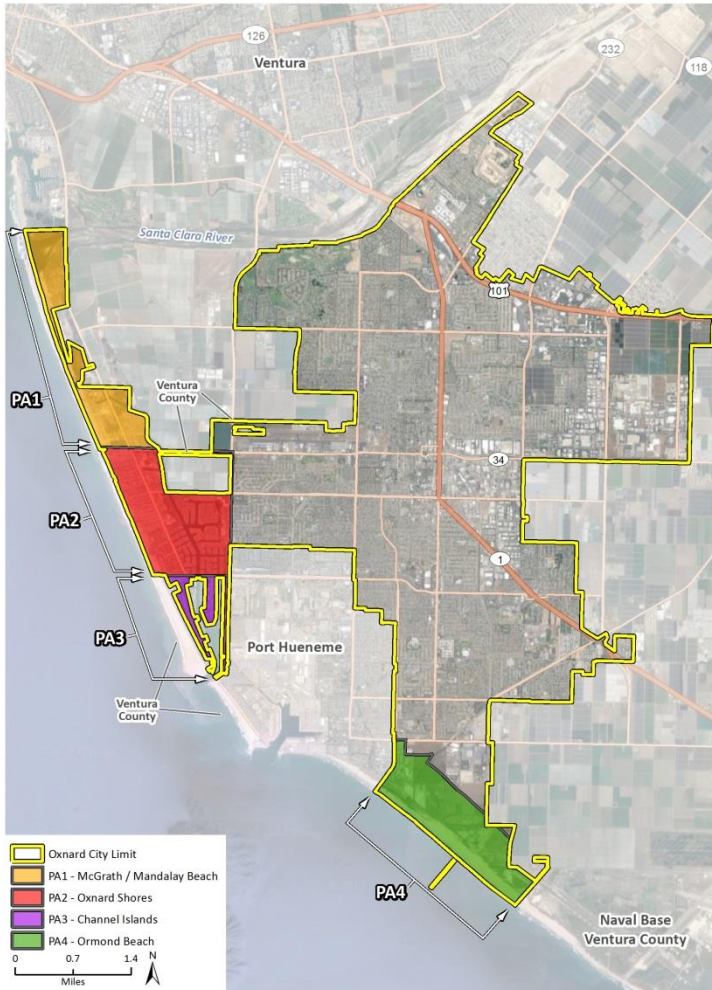 126
Ventura
232
118
Santa Clara River
101
PA1
Ventura
County
34
PA2
1
PA3
Port Hueneme
Ventura
County
PA4
Naval Base
Ventura County
Oxnard City Limit
PA1 - McGrath / Mandalay Beach
PA2 - Oxnard Shores
PA3 - Channel Islands
PA4 - Ormond Beach
0 0.7 1.4
Miles
N